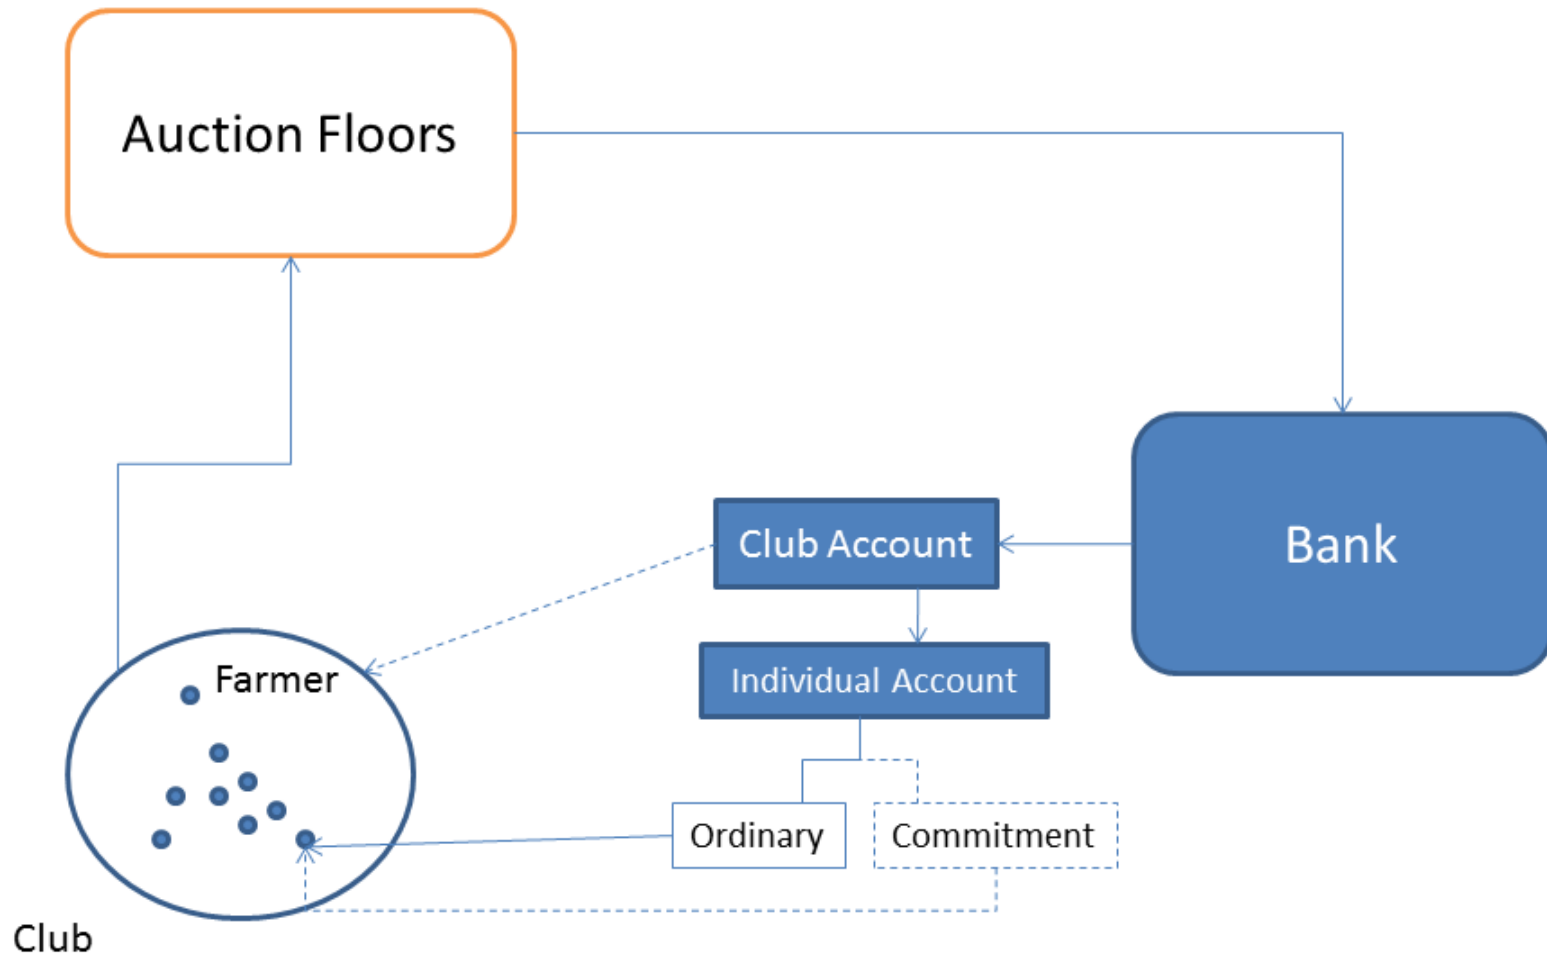 Auction Floors
Bank
Club Account
Farmer
Individual Account
Ordinary
Commitment
Club